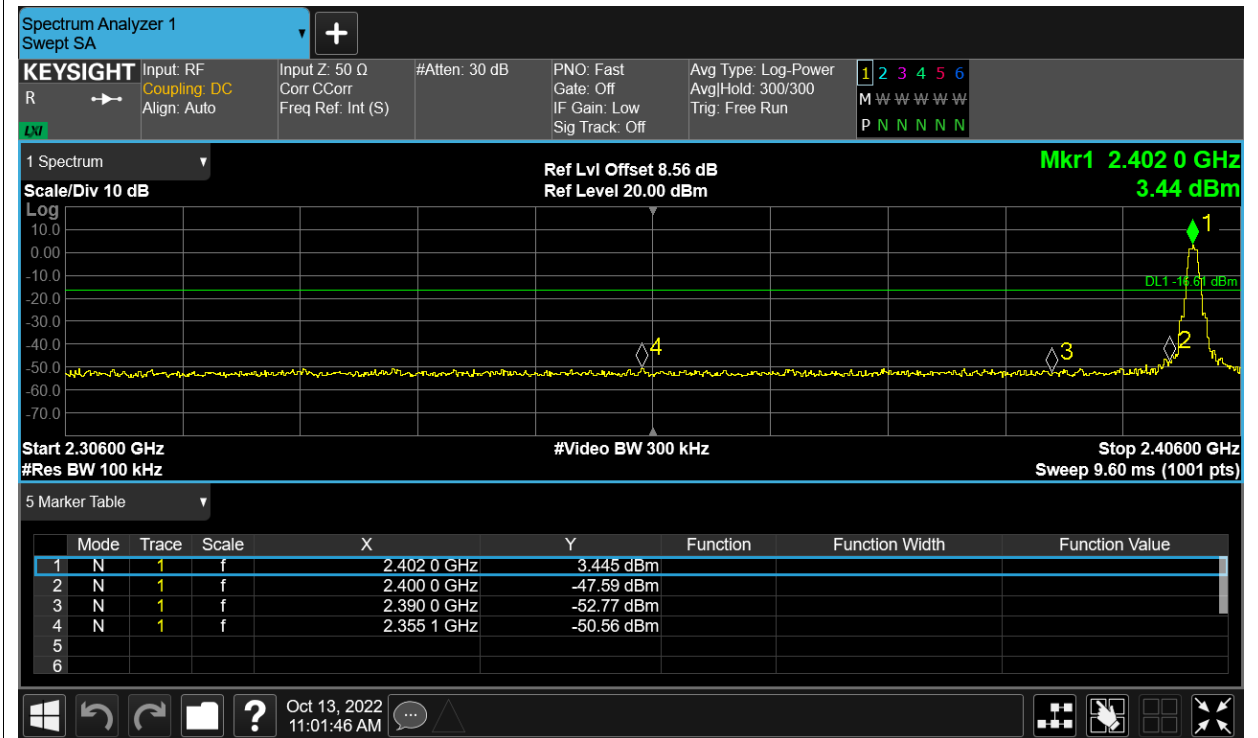 Spectrum Analyzer 1
Swept SA
+
KEYSIGHT Input: RF Input Z: 50 Ω #Atten: 30 dB PNO: Fast Avg Type: Log-Power 1 2 3 4 5 6
R Coupling: DC Corr CCorr Gate: Off Avg|Hold: 300/300 M W W W W W W
Align: Auto Freq Ref: Int (S) IF Gain: Low Trig: Free Run
LXI Sig Track: Off P N N N N N N
1 Spectrum Ref Lvl Offset 8.56 dB Mkr1 2.402 0 GHz
Scale/Div 10 dB Ref Level 20.00 dBm 3.44 dBm
Log
10.0 1
0.00
-10.0
DL1 -16.61 dBm
-20.0
-30.0
-40.0 4 3 2
-50.0
-60.0
-70.0
Start 2.30600 GHz #Video BW 300 kHz Stop 2.40600 GHz
#Res BW 100 kHz Sweep 9.60 ms (1001 pts)
5 Marker Table
Mode Trace Scale X Y Function Function Width Function Value
1 N 1 f 2.402 0 GHz 3.445 dBm
2 N 1 f 2.400 0 GHz -47.59 dBm
3 N 1 f 2.390 0 GHz -52.77 dBm
4 N 1 f 2.355 1 GHz -50.56 dBm
5
6
? Oct 13, 2022
11:01:46 AM